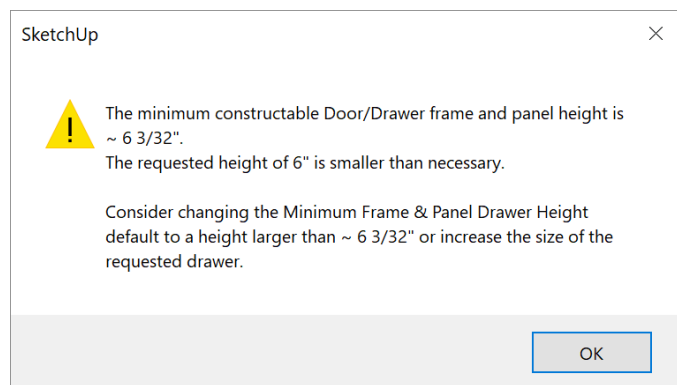 SketchUp
The minimum constructable Door/Drawer frame and panel height is
~ 6 3/32".
The requested height of 6" is smaller than necessary.
Consider changing the Minimum Frame & Panel Drawer Height
default to a height larger than ~ 6 3/32" or increase the size of the
requested drawer.
OK